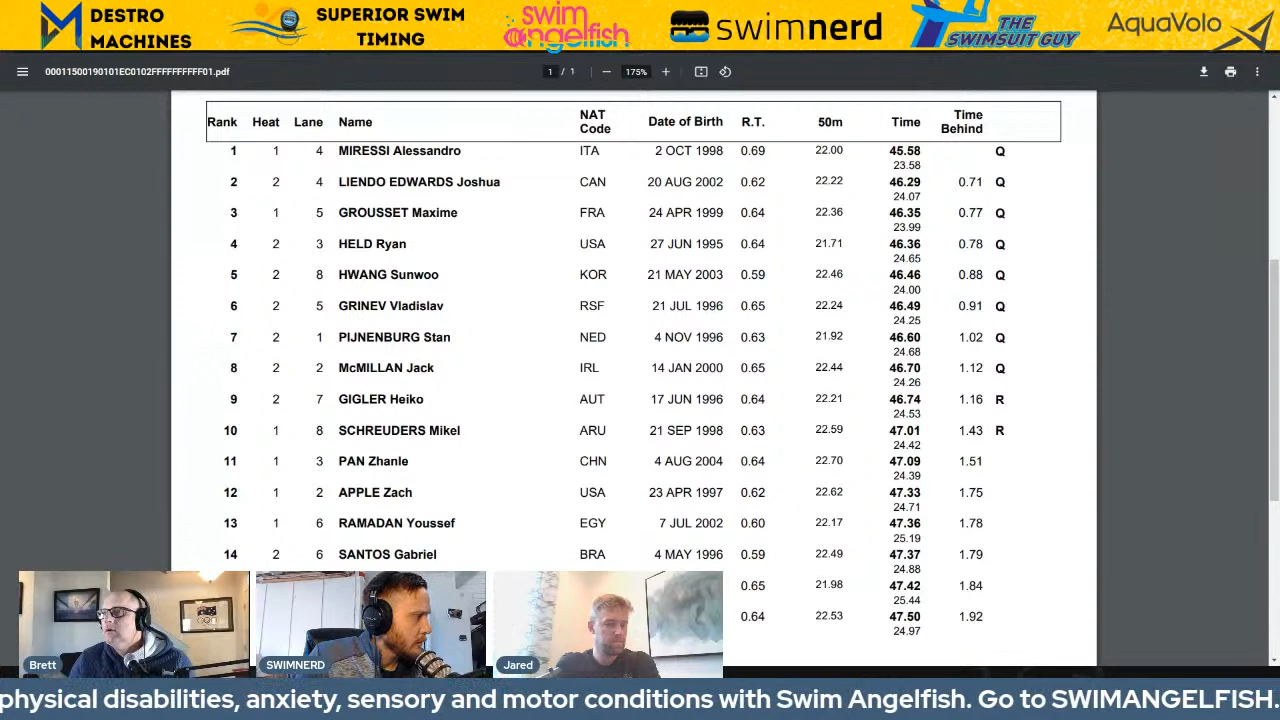 DESTRO
MACHINES
SUPERIOR SWIM
TIMING
swim
angelfish
swimnerd
THE
SWIMSUIT GUY
AquaVolo
00011500190101EC0102FFFFFFFFFF01.pdf
1 / 1
175%
Rank Heat Lane Name NAT Code Date of Birth R.T. 50m Time Time Behind
1 1 4 MIRESSI Alessandro ITA 2 OCT 1998 0.69 22.00 45.58 Q
23.58
2 2 4 LIENDO EDWARDS Joshua CAN 20 AUG 2002 0.62 22.22 46.29 0.71 Q
24.07
3 1 5 GROUSSET Maxime FRA 24 APR 1999 0.64 22.36 46.35 0.77 Q
23.99
4 2 3 HELD Ryan USA 27 JUN 1995 0.64 21.71 46.36 0.78 Q
24.65
5 2 8 HWANG Sunwoo KOR 21 MAY 2003 0.59 22.46 46.46 0.88 Q
24.00
6 2 5 GRINEV Vladislav RSF 21 JUL 1996 0.65 22.24 46.49 0.91 Q
24.25
7 2 1 PIJNENBURG Stan NED 4 NOV 1996 0.63 21.92 46.60 1.02 Q
24.68
8 2 2 McMILLAN Jack IRL 14 JAN 2000 0.65 22.44 46.70 1.12 Q
24.26
9 2 7 GIGLER Heiko AUT 17 JUN 1996 0.64 22.21 46.74 1.16 R
24.53
10 1 8 SCHREUDERS Mikel ARU 21 SEP 1998 0.63 22.59 47.01 1.43 R
24.42
11 1 3 PAN Zhanle CHN 4 AUG 2004 0.64 22.70 47.09 1.51
24.39
12 1 2 APPLE Zach USA 23 APR 1997 0.62 22.62 47.33 1.75
24.71
13 1 6 RAMADAN Youssef EGY 7 JUL 2002 0.60 22.17 47.36 1.78
25.19
14 2 6 SANTOS Gabriel BRA 4 MAY 1996 0.59 22.49 47.37 1.79
24.88
0.65 21.98 47.42 1.84
25.44
0.64 22.53 47.50 1.92
24.97
Brett
SWIMNERD
Jared
physical disabilities, anxiety, sensory and motor conditions with Swim Angelfish. Go to SWIMANGELFISH.